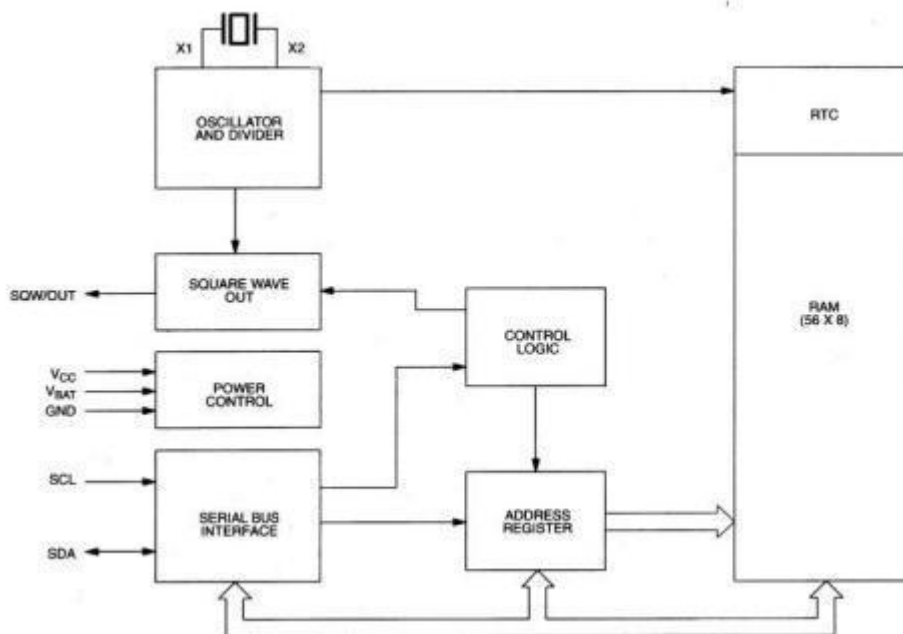 X1
X2
OSCILLATOR
AND DIVIDER
RTC
SQW/OUT
SQUARE WAVE
OUT
CONTROL
LOGIC
RAM
(56 X 8)
VCC
VBAT
GND
POWER
CONTROL
SCL
SDA
SERIAL BUS
INTERFACE
ADDRESS
REGISTER